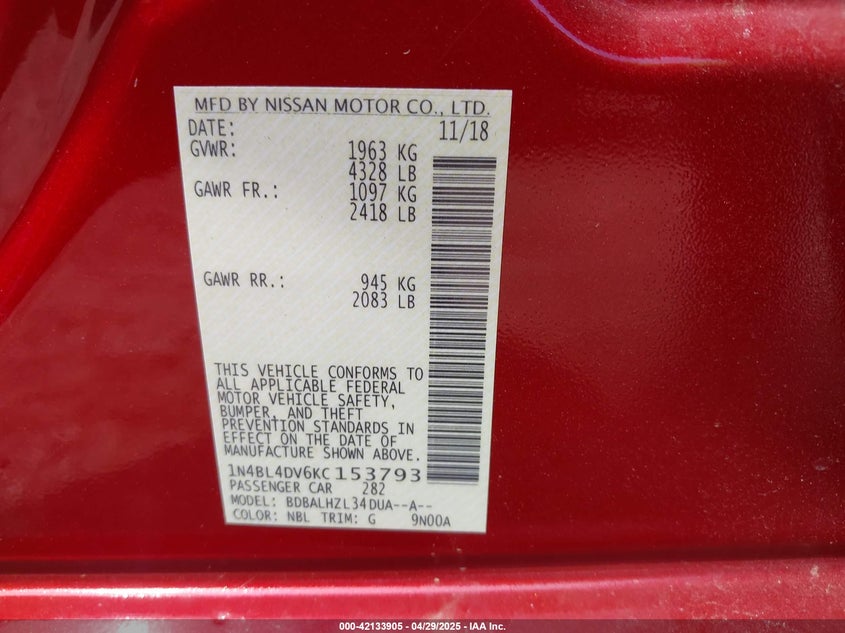 MFD BY NISSAN MOTOR CO., LTD.
DATE: 11/18
GVWR: 1963 KG
4328 LB
GAWR FR.: 1097 KG
2418 LB
GAWR RR.: 945 KG
2083 LB
THIS VEHICLE CONFORMS TO
ALL APPLICABLE FEDERAL
MOTOR VEHICLE SAFETY,
BUMPER, AND THEFT
PREVENTION STANDARDS IN
EFFECT ON THE DATE OF
MANUFACTURE SHOWN ABOVE.
1N4BL4DV6KC153793
PASSENGER CAR 282
MODEL: BDBALHZL34DUA--A--
COLOR: NBL TRIM: G 9N00A
000-42133905 - 04/29/2025 - IAA Inc.